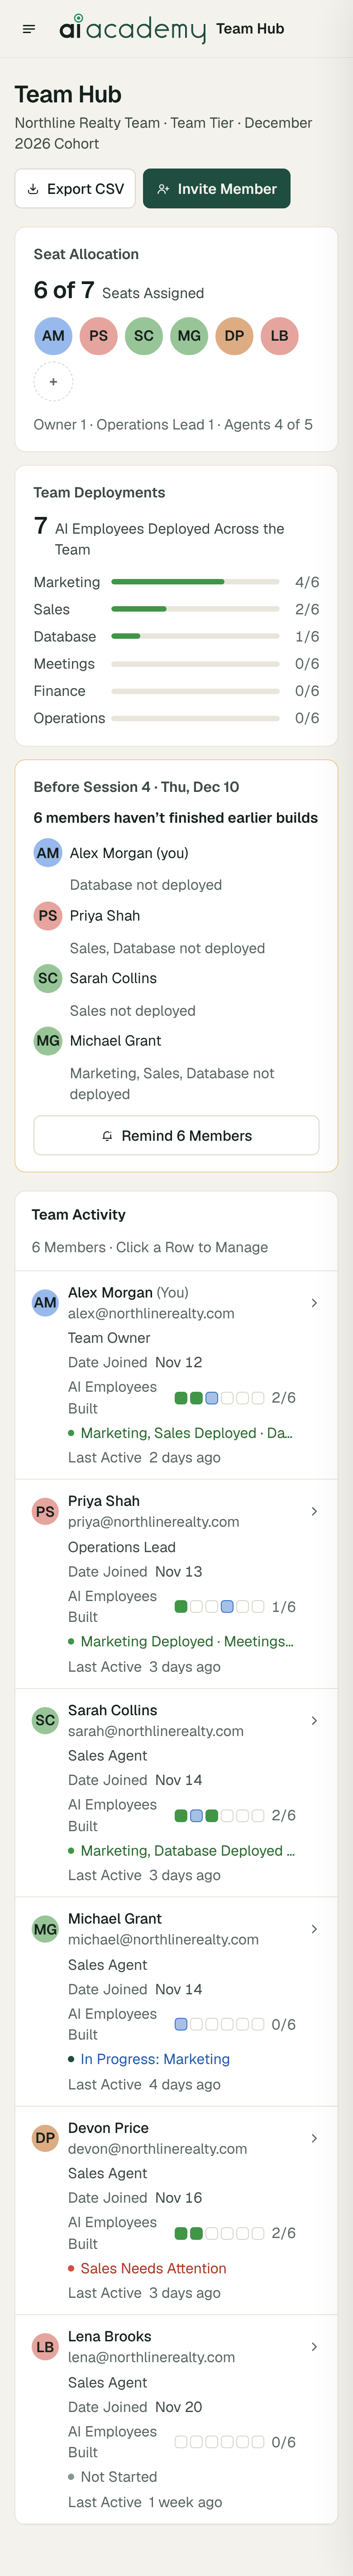 ai academy Team Hub
Team Hub
Northline Realty Team · Team Tier · December
2026 Cohort
Export CSV
Invite Member
Seat Allocation
6 of 7 Seats Assigned
AM PS SC MG DP LB
+
Owner 1 · Operations Lead 1 · Agents 4 of 5
Team Deployments
7 AI Employees Deployed Across the
Team
Marketing 4/6
Sales 2/6
Database 1/6
Meetings 0/6
Finance 0/6
Operations 0/6
Before Session 4 · Thu, Dec 10
6 members haven’t finished earlier builds
AM Alex Morgan (you)
Database not deployed
PS Priya Shah
Sales, Database not deployed
SC Sarah Collins
Sales not deployed
MG Michael Grant
Marketing, Sales, Database not
deployed
Remind 6 Members
Team Activity
6 Members · Click a Row to Manage
AM Alex Morgan (You)
alex@northlinerealty.com
Team Owner
Date Joined Nov 12
AI Employees
Built 2/6
Marketing, Sales Deployed · Da...
Last Active 2 days ago
PS Priya Shah
priya@northlinerealty.com
Operations Lead
Date Joined Nov 13
AI Employees
Built 1/6
Marketing Deployed · Meetings...
Last Active 3 days ago
SC Sarah Collins
sarah@northlinerealty.com
Sales Agent
Date Joined Nov 14
AI Employees
Built 2/6
Marketing, Database Deployed ...
Last Active 3 days ago
MG Michael Grant
michael@northlinerealty.com
Sales Agent
Date Joined Nov 14
AI Employees
Built 0/6
In Progress: Marketing
Last Active 4 days ago
DP Devon Price
devon@northlinerealty.com
Sales Agent
Date Joined Nov 16
AI Employees
Built 2/6
Sales Needs Attention
Last Active 3 days ago
LB Lena Brooks
lena@northlinerealty.com
Sales Agent
Date Joined Nov 20
AI Employees
Built 0/6
Not Started
Last Active 1 week ago